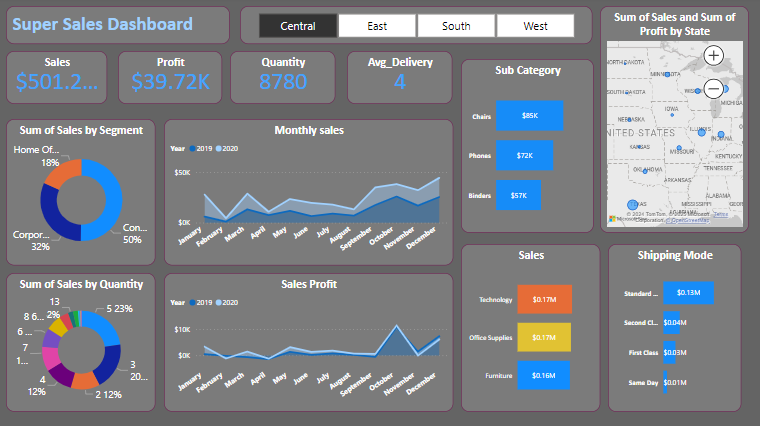 Super Sales Dashboard
Central
East
South
West
Sum of Sales and Sum of
Profit by State
Sales
$501.2...
Profit
$39.72K
Quantity
8780
Avg_Delivery
4
Sub Category
Chairs
$85K
Phones
$72K
Binders
$57K
NORTH DAKOTA
MINNESOTA
SOUTH DAKOTA
MICHIGA
IOWA
NEBRASKA
ILLINOIS
INDIANA
UNITED STATES
KANSAS
MISSOURI
KENTUCKY
TENNESSEE
OKLAHOMA
ARKANSAS
ALABAMA
MISSISSIPPI
TEXAS
© 2024 TomTom, © 2025 Microsoft
Corporation, © OpenStreetMap
Terms
Sum of Sales by Segment
Home Of...
18%
Corpor...
32%
Con...
50%
Monthly sales
Year 2019 2020
$50K
$0K
January
February
March
April
May
June
July
August
September
October
November
December
Sum of Sales by Quantity
13
2%
8 6...
6 ...
7
1...
4
12%
2 12%
3
20...
5 23%
Sales Profit
Year 2019 2020
$10K
$0K
January
February
March
April
May
June
July
August
September
October
November
December
Sales
Technology
$0.17M
Office Supplies
$0.17M
Furniture
$0.16M
Shipping Mode
Standard ...
$0.13M
Second Cl...
$0.04M
First Class
$0.03M
Same Day
$0.01M